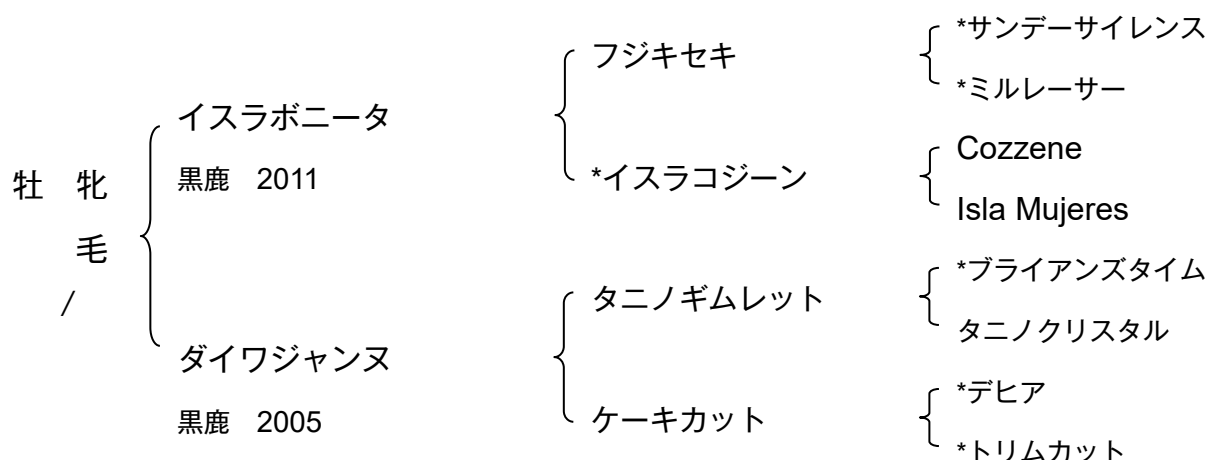 牡 牝
毛
/
イスラボニータ
黒鹿 2011
ダイワジャンヌ
黒鹿 2005
フジキセキ
*イスラコジーン
タニノギムレット
ケーキカット
*サンデーサイレンス
*ミルレーサー
Cozzene
Isla Mujeres
*ブライアンズタイム
タニノクリスタル
*デヒア
*トリムカット